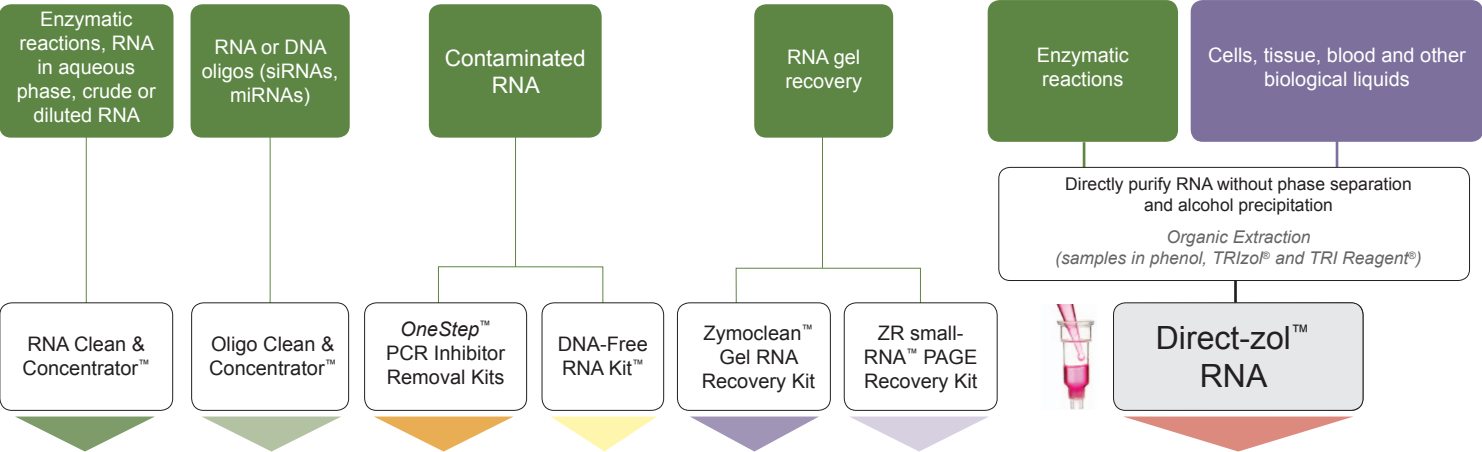 Enzymatic
reactions, RNA
in aqueous
phase, crude or
diluted RNA
RNA or DNA
oligos (siRNAs,
miRNAs)
Contaminated
RNA
RNA gel
recovery
Enzymatic
reactions
Cells, tissue, blood and other
biological liquids
Directly purify RNA without phase separation
and alcohol precipitation
Organic Extraction
(samples in phenol, TRIzol® and TRI Reagent®)
RNA Clean &
Concentrator™
Oligo Clean &
Concentrator™
OneStep™
PCR Inhibitor
Removal Kits
DNA-Free
RNA Kit™
Zymoclean™
Gel RNA
Recovery Kit
ZR small-
RNA™ PAGE
Recovery Kit
Direct-zol™
RNA